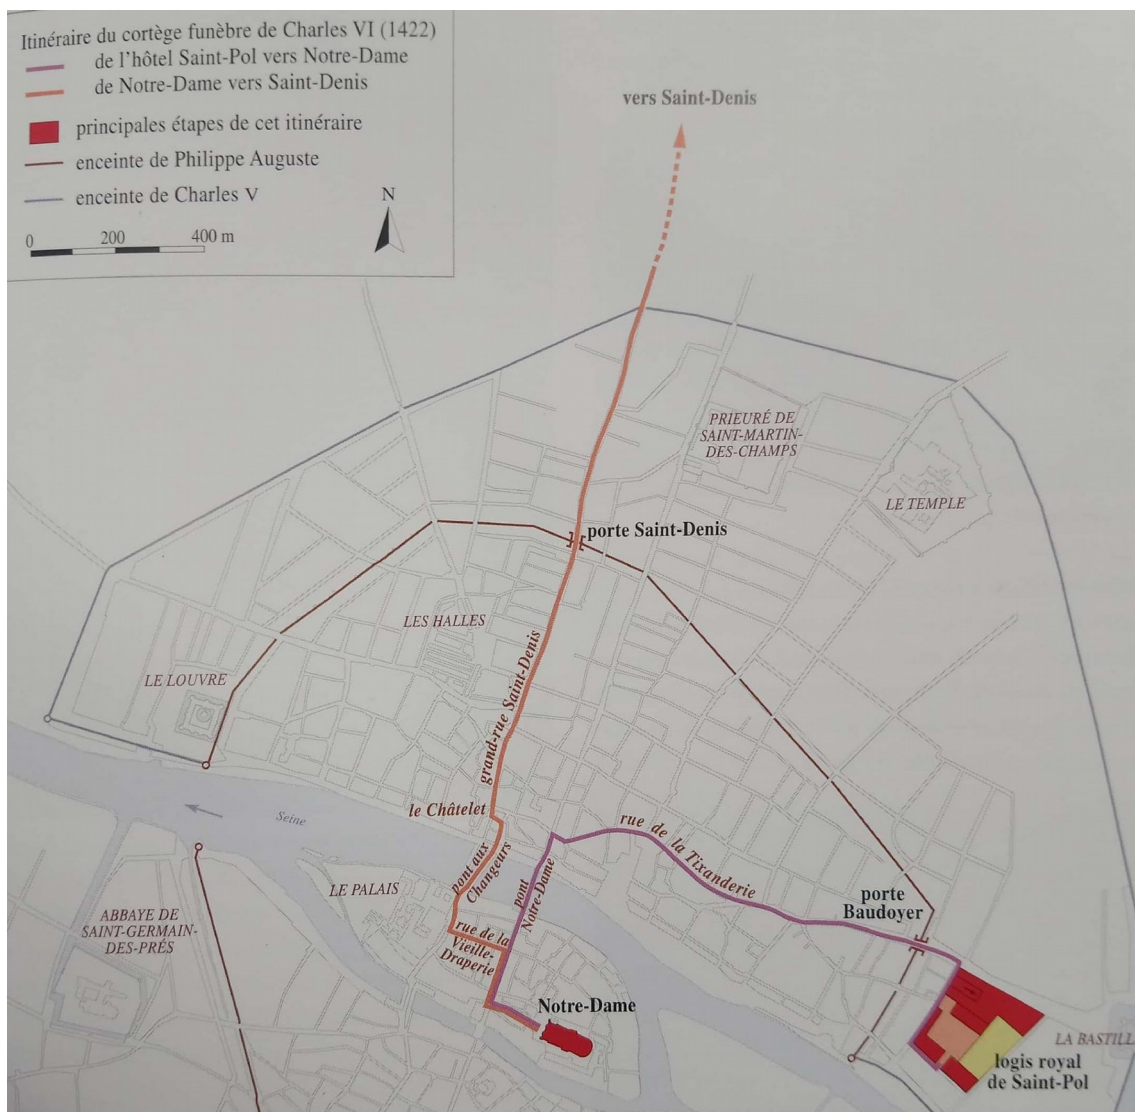 Itinéraire du cortège funèbre de Charles VI (1422)
de l'hôtel Saint-Pol vers Notre-Dame
de Notre-Dame vers Saint-Denis
principales étapes de cet itinéraire
enceinte de Philippe Auguste
enceinte de Charles V
N
0 200 400 m
vers Saint-Denis
PRIEURÉ DE
SAINT-MARTIN-
DES-CHAMPS
LE TEMPLE
porte Saint-Denis
LES HALLES
LE LOUVRE
grand-rue Saint-Denis
le Châtelet
Seine
rue de la Tixanderie
pont aux
Changeurs
pont
Notre-Dame
LE PALAIS
porte
Baudoyer
ABBAYE DE
SAINT-GERMAIN-
DES-PRÉS
rue de la
Vieille-
Draperie
Notre-Dame
LA BASTILL
logis royal
de Saint-Pol